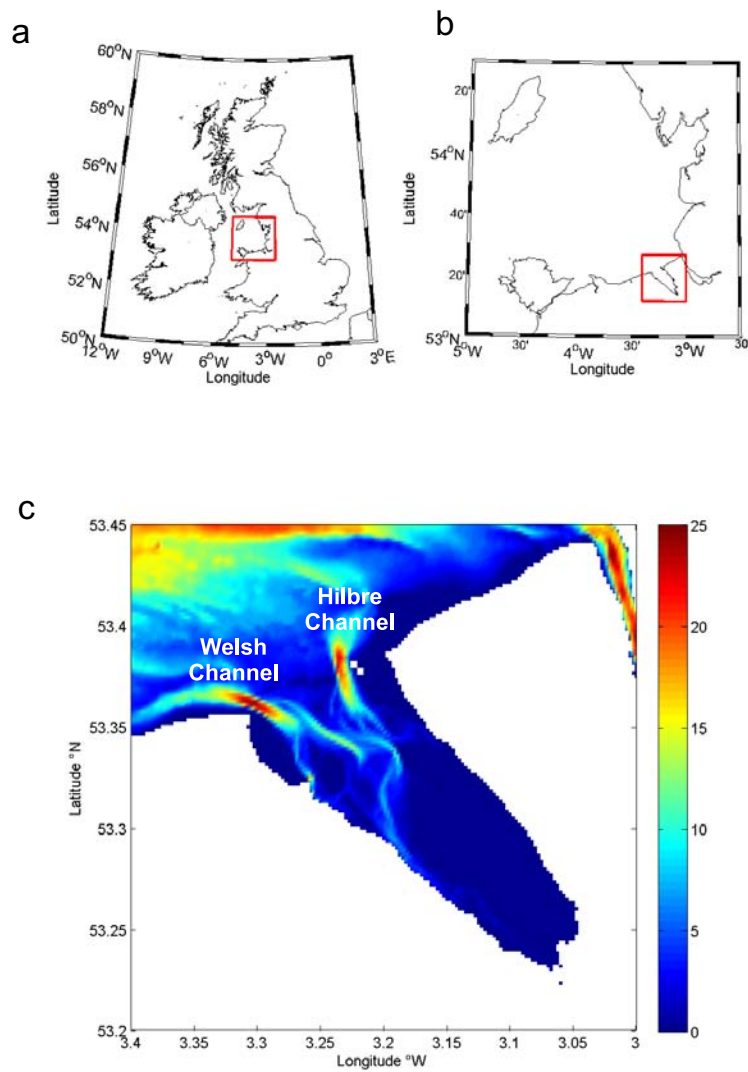 a
60°N
58°N
56°N
54°N
52°N
50°N
Latitude
12°W
9°W
6°W
3°W
0°
3°E
Longitude
b
20'
54°N
40'
20'
53°N
Latitude
5°W
30'
4°W
30'
3°W
30
Longitude
c
53.45
53.4
53.35
53.3
53.25
53.2
Latitude °N
Hilbre
Channel
Welsh
Channel
3.4
3.35
3.3
3.25
3.2
3.15
3.1
3.05
3
Longitude °W
25
20
15
10
5
0